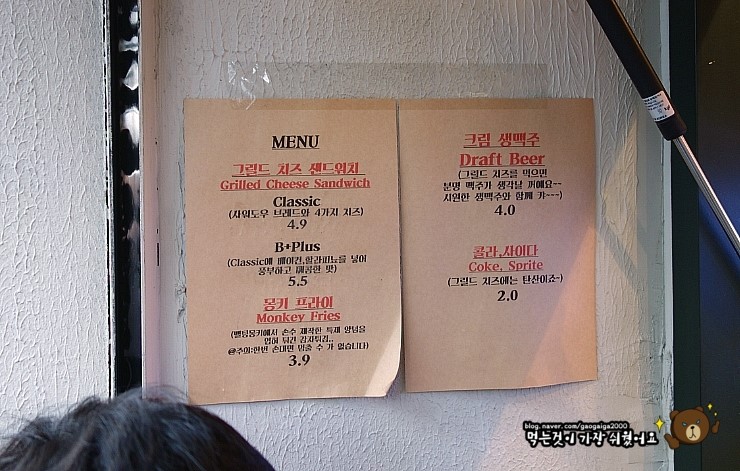 MENU
그릴드 치즈 샌드위치
Grilled Cheese Sandwich
Classic
(사워도우 브레드와 4가지 치즈)
4.9
B+Plus
(Classic에 베이컨,할라피뇨를 넣어
풍부하고 매콤한 맛)
5.5
몽키 프라이
Monkey Fries
(멜팅몽키에서 손수 제작한 특제 양념을
입혀 튀긴 감자튀김..
@주의:한번 손대면 멈출 수 가 없습니다)
3.9
크림 생맥주
Draft Beer
(그릴드 치즈를 먹으면
분명 맥주가 생각날 꺼에요~~
시원한 생맥주와 함께 캬~~~)
4.0
콜라,사이다
Coke, Sprite
(그릴드 치즈에는 탄산이죠~)
2.0
blog.naver.com/gaogaiga2000
먹는것이 가장 쉬웠어요